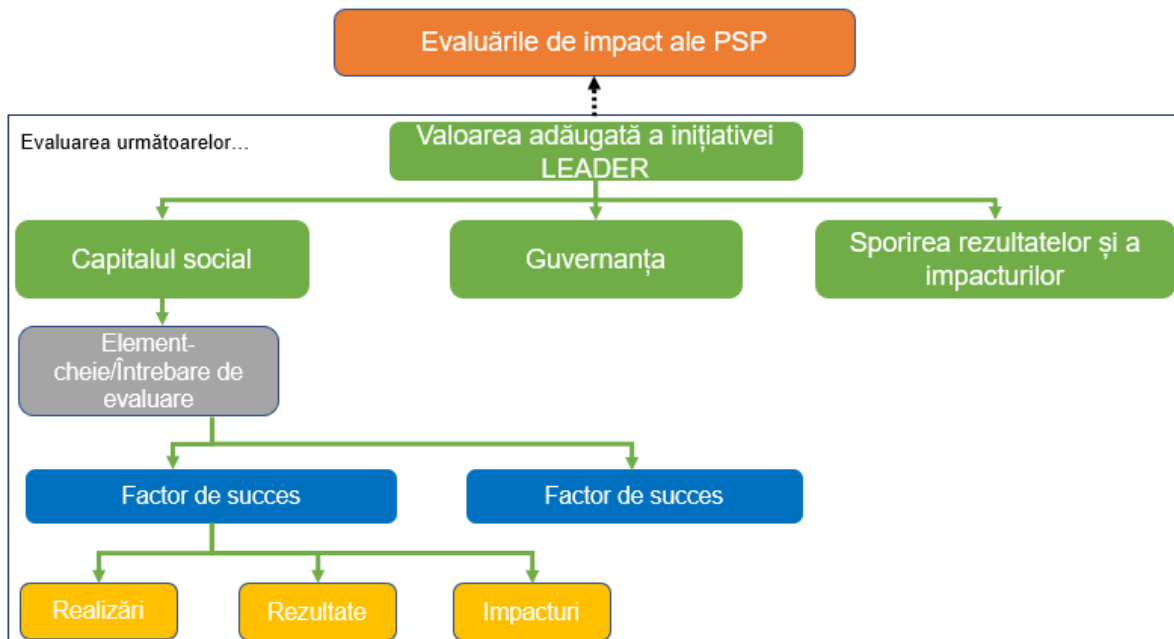 Evaluările de impact ale PSP
Evaluarea următoarelor…
Valoarea adăugată a inițiativei
LEADER
Capitalul social
Guvernanța
Sporirea rezultatelor și a
impacturilor
Element-
cheie/Întrebare de
evaluare
Factor de succes
Factor de succes
Realizări
Rezultate
Impacturi